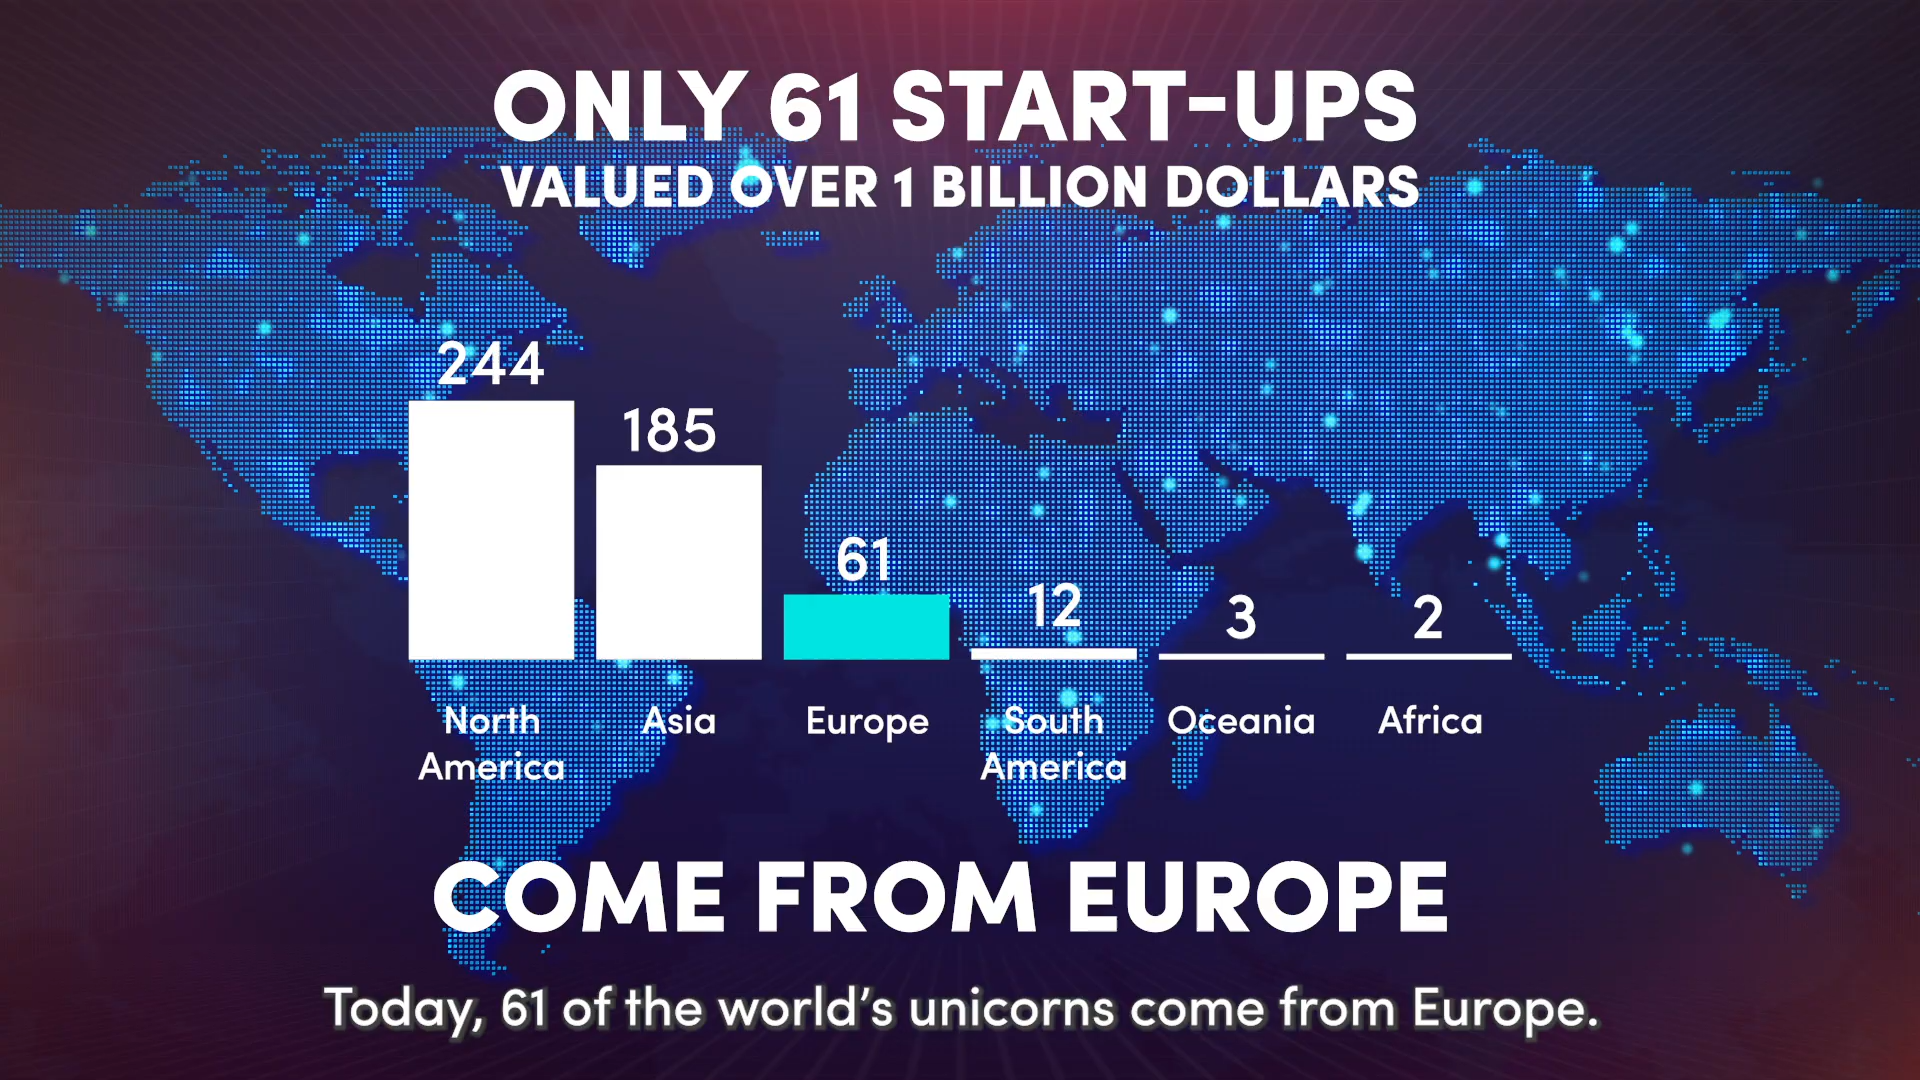 ONLY 61 START-UPS
VALUED OVER 1 BILLION DOLLARS
244
185
61
12
3
2
North
America
Asia
Europe
South
America
Oceania
Africa
COME FROM EUROPE
Today, 61 of the world’s unicorns come from Europe.